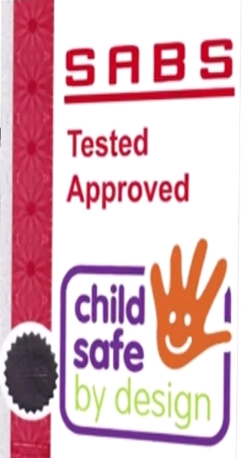 SABS
Tested
Approved
child
safe
by design